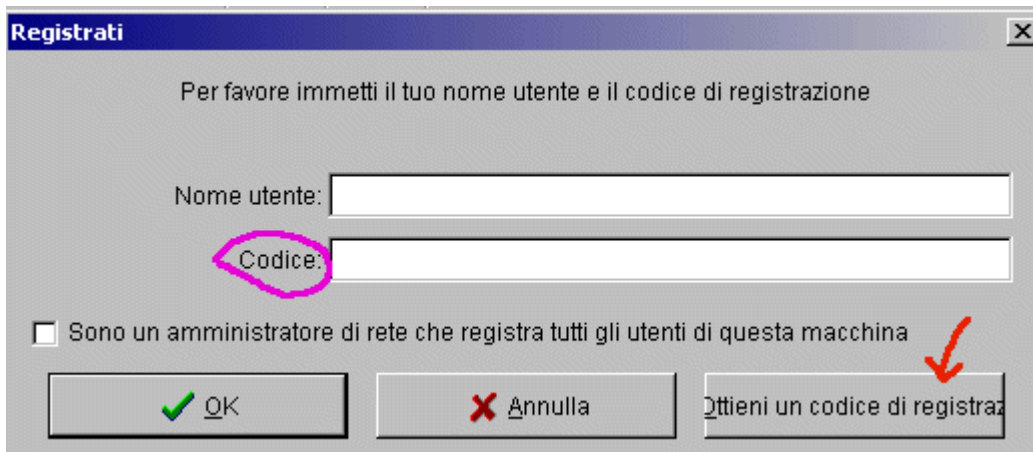 Registrati
Per favore immetti il tuo nome utente e il codice di registrazione
Nome utente:
Codice:
Sono un amministratore di rete che registra tutti gli utenti di questa macchina
OK
Annulla
Ottieni un codice di registraz